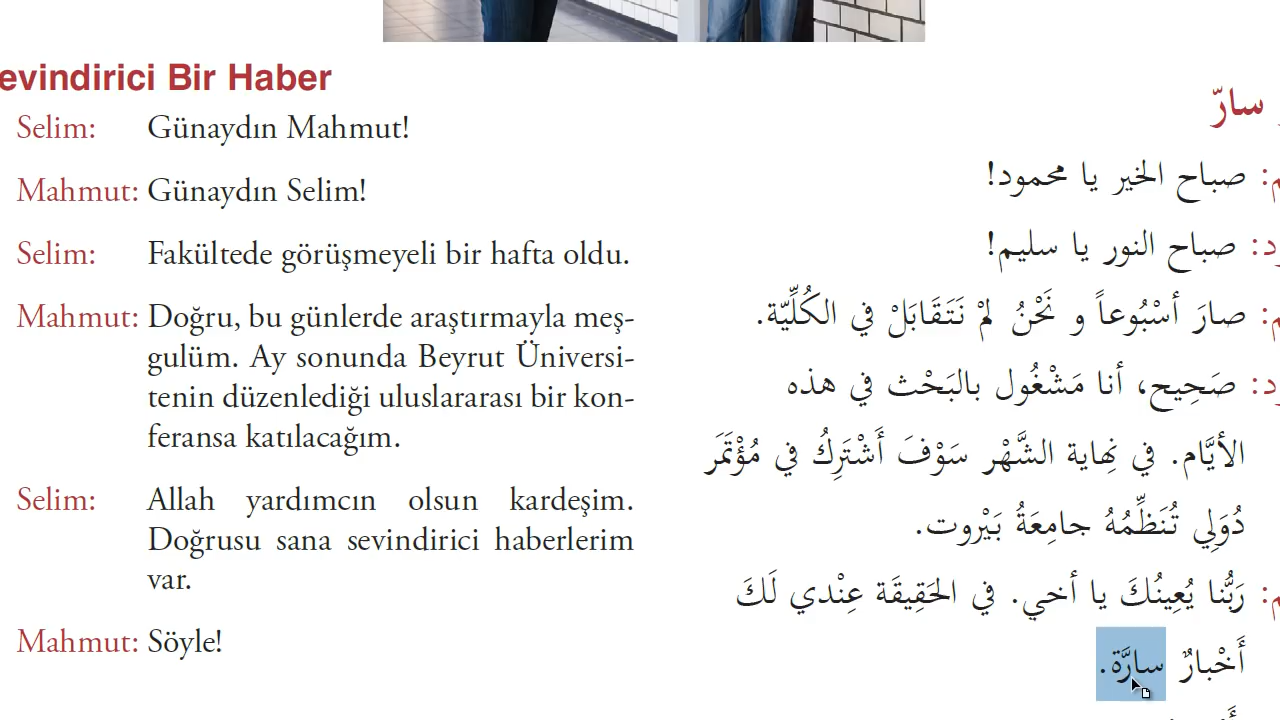 evindirici Bir Haber
Selim: Günaydın Mahmut!
Mahmut: Günaydın Selim!
Selim: Fakültede görüşmeyeli bir hafta oldu.
Mahmut: Doğru, bu günlerde araştırmayla meş-
gulüm. Ay sonunda Beyrut Üniversi-
tenin düzenlediği uluslararası bir kon-
feransa katılacağım.
Selim: Allah yardımcın olsun kardeşim.
Doğrusu sana sevindirici haberlerim
var.
Mahmut: Söyle!
سارّ
م: صباح الخير يا محمود!
ود: صباح النور يا سليم!
م: صارَ أسْبُوعاً و نَحْنُ لمْ نَتَقَابَلْ في الكُلِّيّة.
ود: صَحِيح، أنا مَشْغُول بالبَحْث في هذه
الأيَّام. في نِهاية الشَّهْر سَوْفَ أَشْتَرِكُ في مُؤْتَمَر
دُوَلِي تُنَظِّمُهُ جامِعَةُ بَيْروت.
م: رَبُّنا يُعِينُكَ يا أخي. في الحَقِيقَة عِنْدي لَكَ
أَخْبارٌ سارَّة.